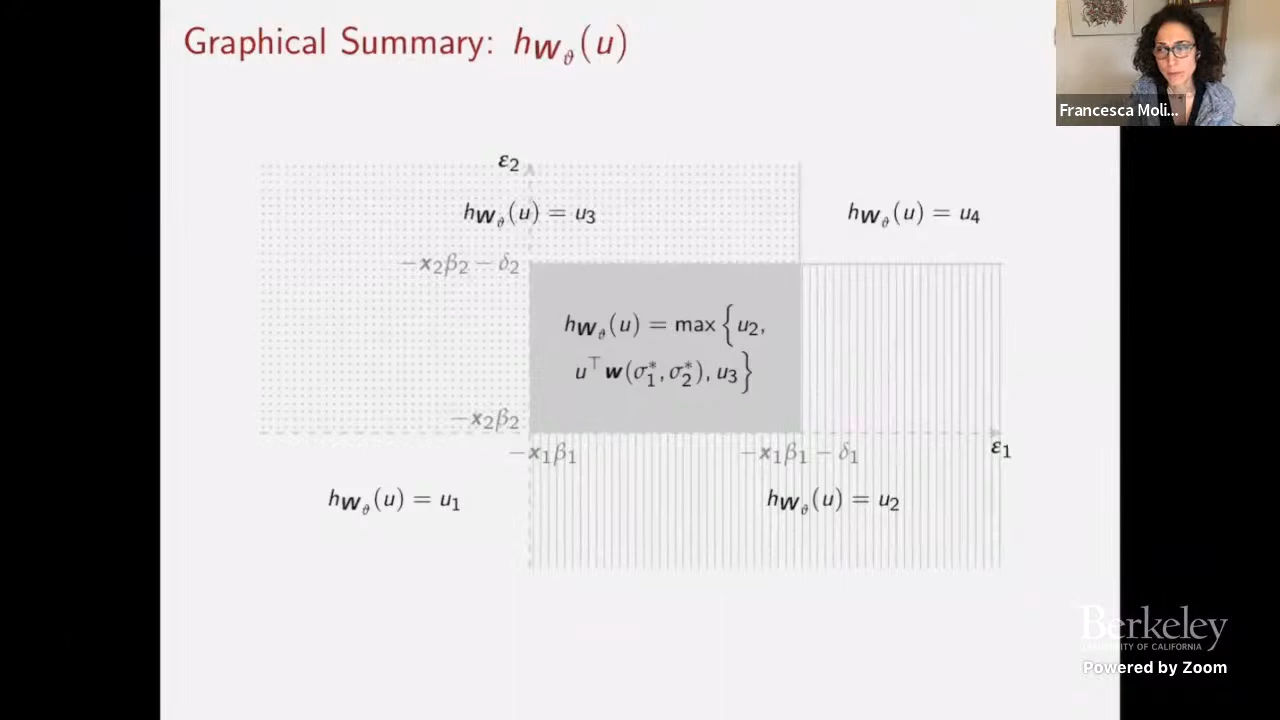 Graphical Summary: h_{W_ϑ}(u)
Francesca Moli...
ε₂
h_{W_ϑ}(u) = u₃
h_{W_ϑ}(u) = u₄
−x₂β₂ − δ₂
h_{W_ϑ}(u) = max {u₂,
u^⊤ w(σ₁*, σ₂*), u₃}
−x₂β₂
−x₁β₁
−x₁β₁ − δ₁
ε₁
h_{W_ϑ}(u) = u₁
h_{W_ϑ}(u) = u₂
Berkeley
UNIVERSITY OF CALIFORNIA
Powered by Zoom